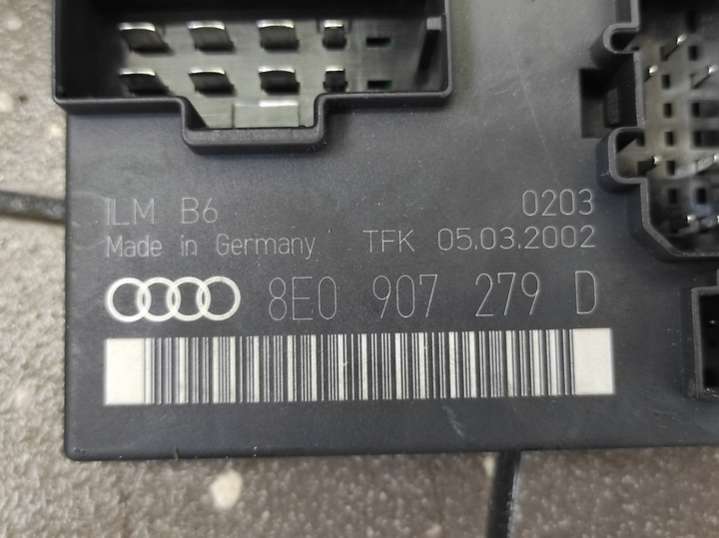 ILM B6 0203
Made in Germany TFK 05.03.2002
8E0 907 279 D